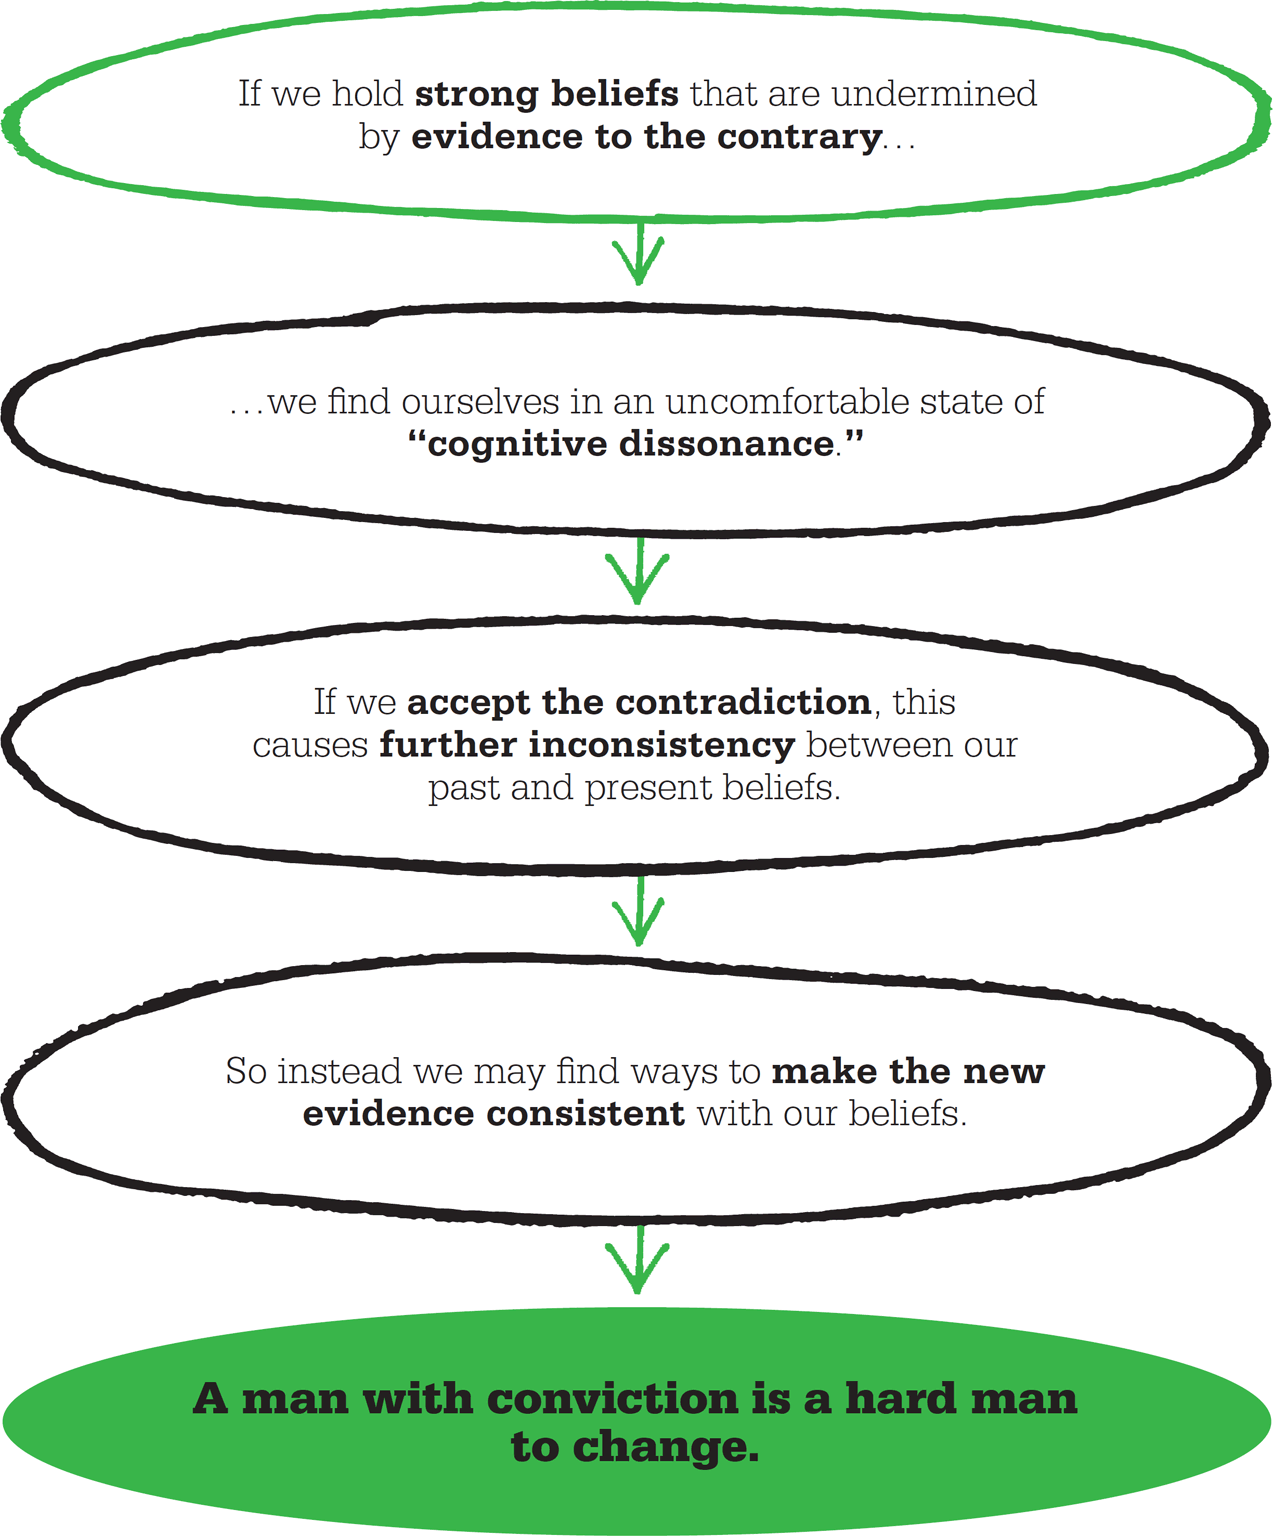 If we hold strong beliefs that are undermined
by evidence to the contrary...
...we find ourselves in an uncomfortable state of
“cognitive dissonance.”
If we accept the contradiction, this
causes further inconsistency between our
past and present beliefs.
So instead we may find ways to make the new
evidence consistent with our beliefs.
A man with conviction is a hard man
to change.